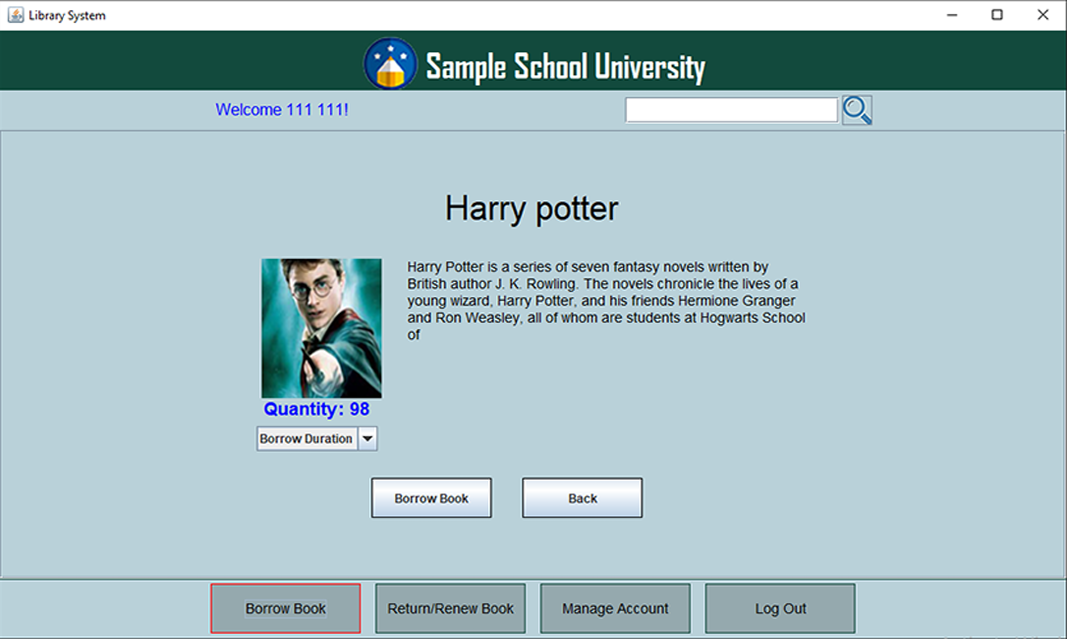 Library System
Sample School University
Welcome 111 111!
Harry potter
Harry Potter is a series of seven fantasy novels written by
British author J. K. Rowling. The novels chronicle the lives of a
young wizard, Harry Potter, and his friends Hermione Granger
and Ron Weasley, all of whom are students at Hogwarts School
of
Quantity: 98
Borrow Duration
Borrow Book
Back
Borrow Book
Return/Renew Book
Manage Account
Log Out